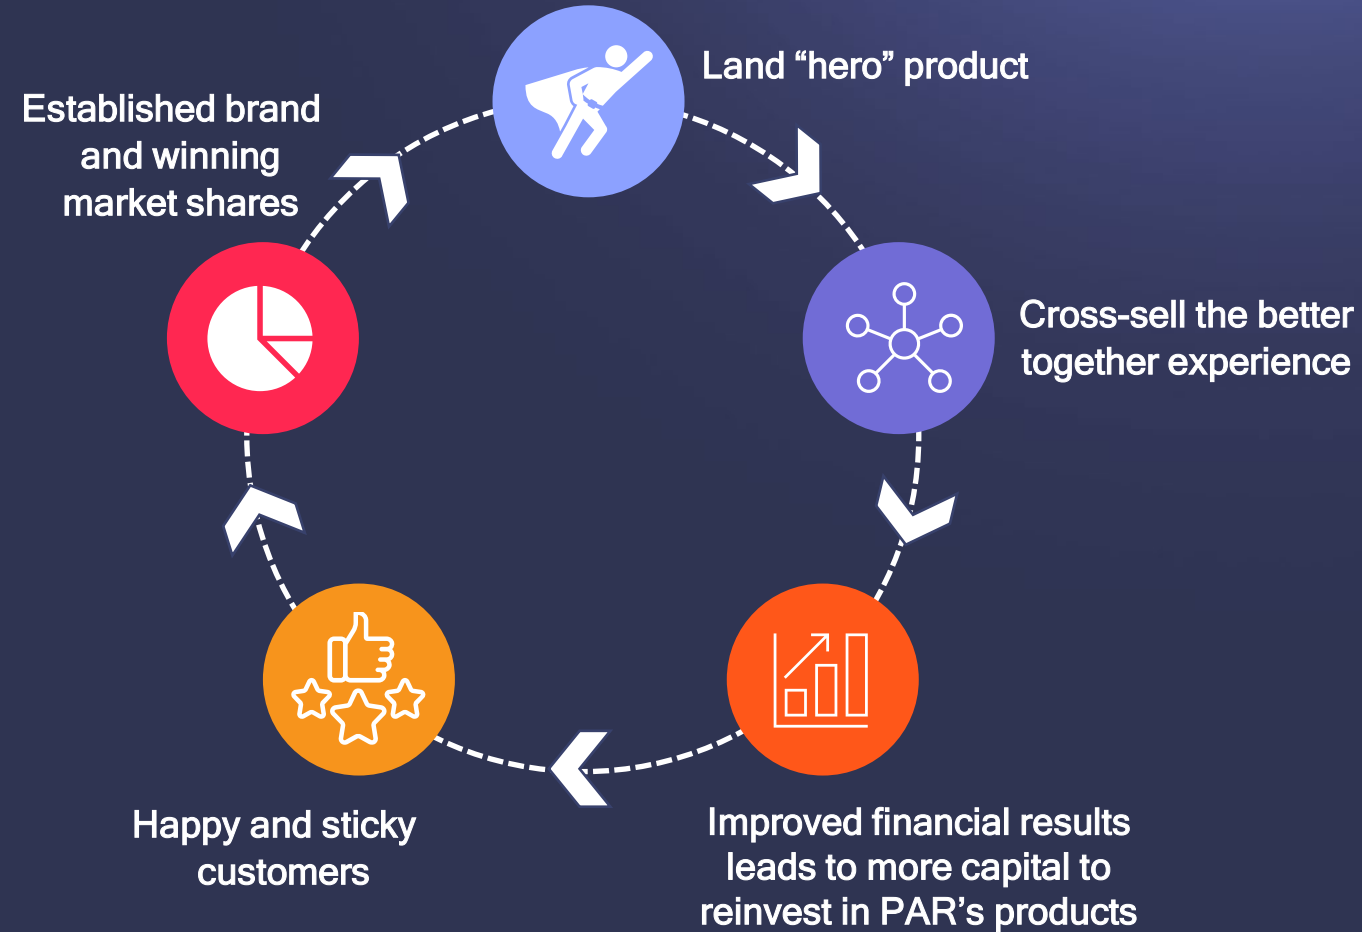 Land “hero” product
Cross-sell the better
together experience
Improved financial results
leads to more capital to
reinvest in PAR’s products
Happy and sticky
customers
Established brand
and winning
market shares